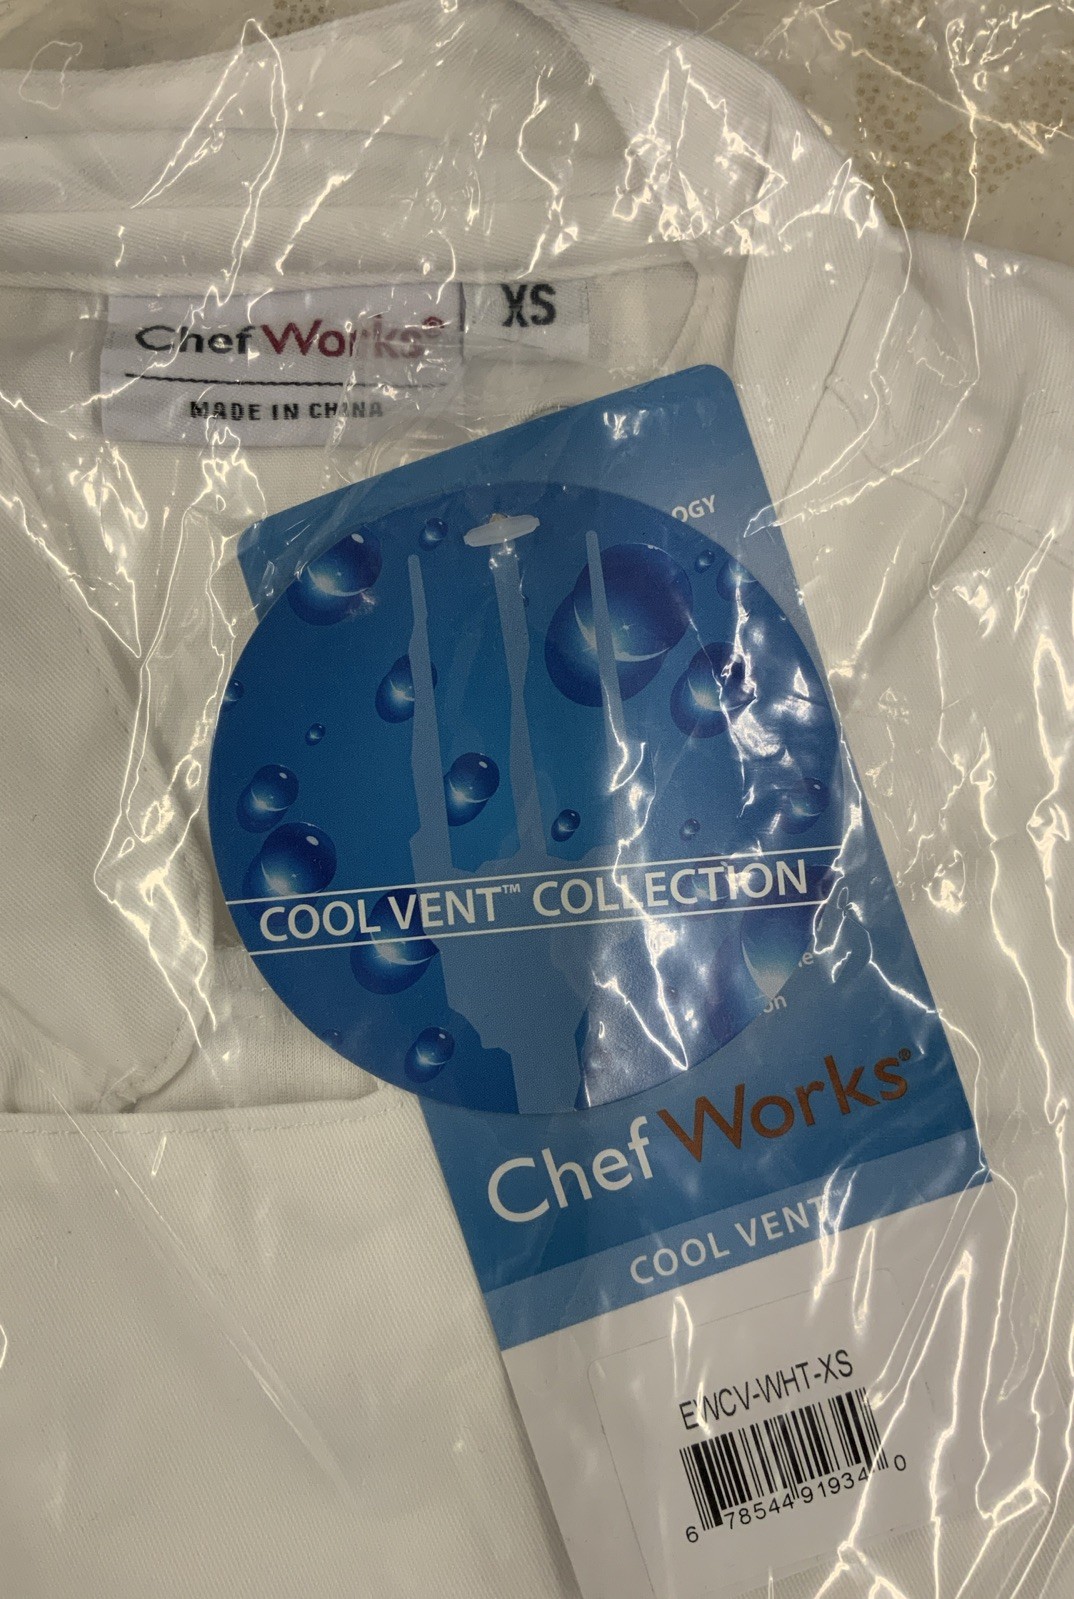 Chef Works®
XS
MADE IN CHINA
COOL VENT™ COLLECTION
Chef Works®
COOL VENT™
EWCV-WHT-XS
6 78544 91934 0